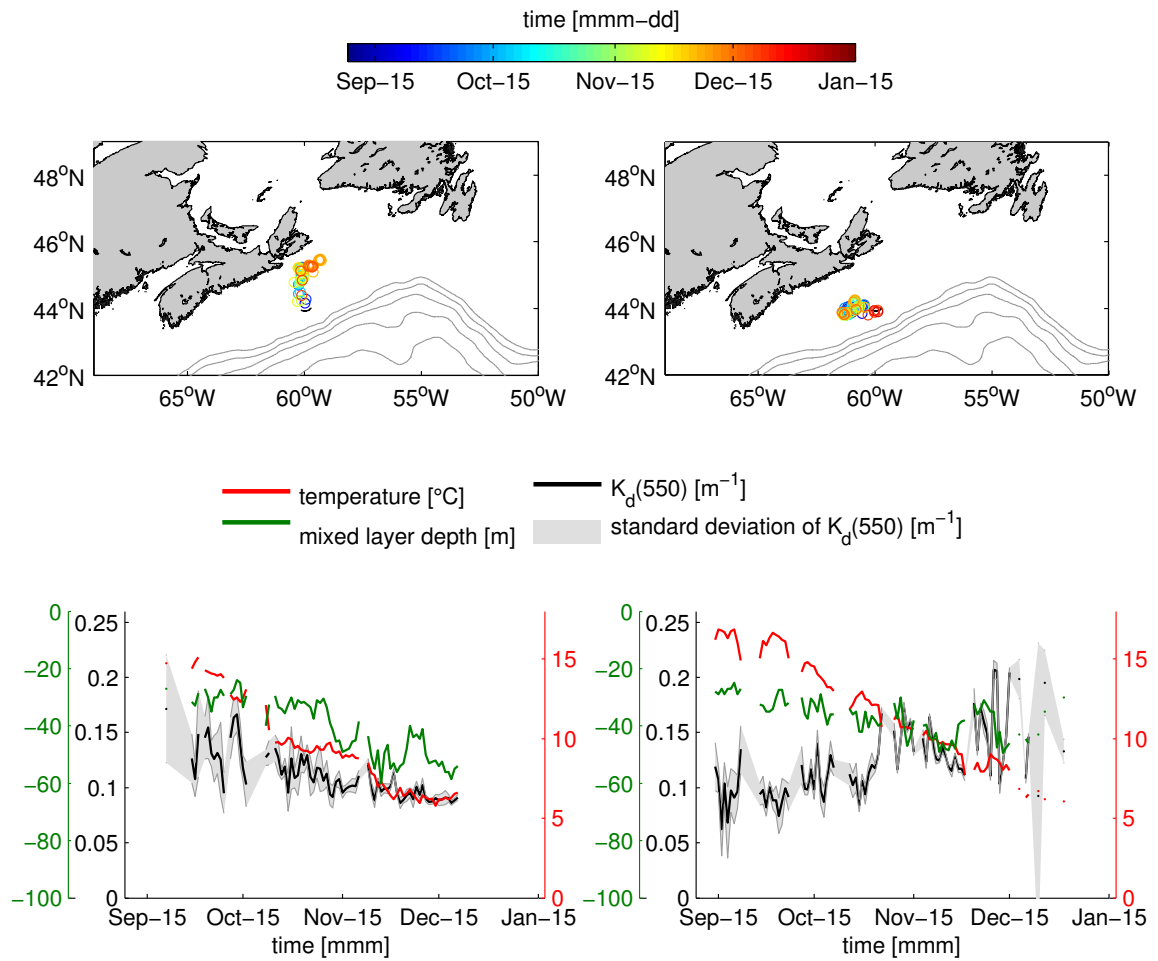 time [mmm−dd]
Sep−15 Oct−15 Nov−15 Dec−15 Jan−15
48°N
46°N
44°N
42°N
65°W 60°W 55°W 50°W
48°N
46°N
44°N
42°N
65°W 60°W 55°W 50°W
temperature [°C]
mixed layer depth [m]
K_d(550) [m⁻¹]
standard deviation of K_d(550) [m⁻¹]
0
−20
−40
−60
−80
−100
0.25
0.2
0.15
0.1
0.05
0
15
10
5
0
Sep−15 Oct−15 Nov−15 Dec−15 Jan−15
time [mmm]
0
−20
−40
−60
−80
−100
0.25
0.2
0.15
0.1
0.05
0
15
10
5
0
Sep−15 Oct−15 Nov−15 Dec−15 Jan−15
time [mmm]